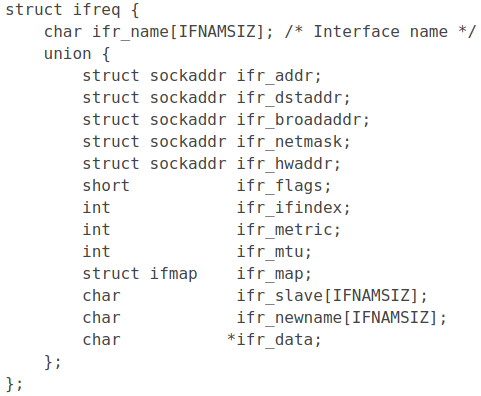 struct ifreq {
    char ifr_name[IFNAMSIZ]; /* Interface name */
    union {
        struct sockaddr ifr_addr;
        struct sockaddr ifr_dstaddr;
        struct sockaddr ifr_broadaddr;
        struct sockaddr ifr_netmask;
        struct sockaddr ifr_hwaddr;
        short           ifr_flags;
        int             ifr_ifindex;
        int             ifr_metric;
        int             ifr_mtu;
        struct ifmap    ifr_map;
        char            ifr_slave[IFNAMSIZ];
        char            ifr_newname[IFNAMSIZ];
        char           *ifr_data;
    };
};